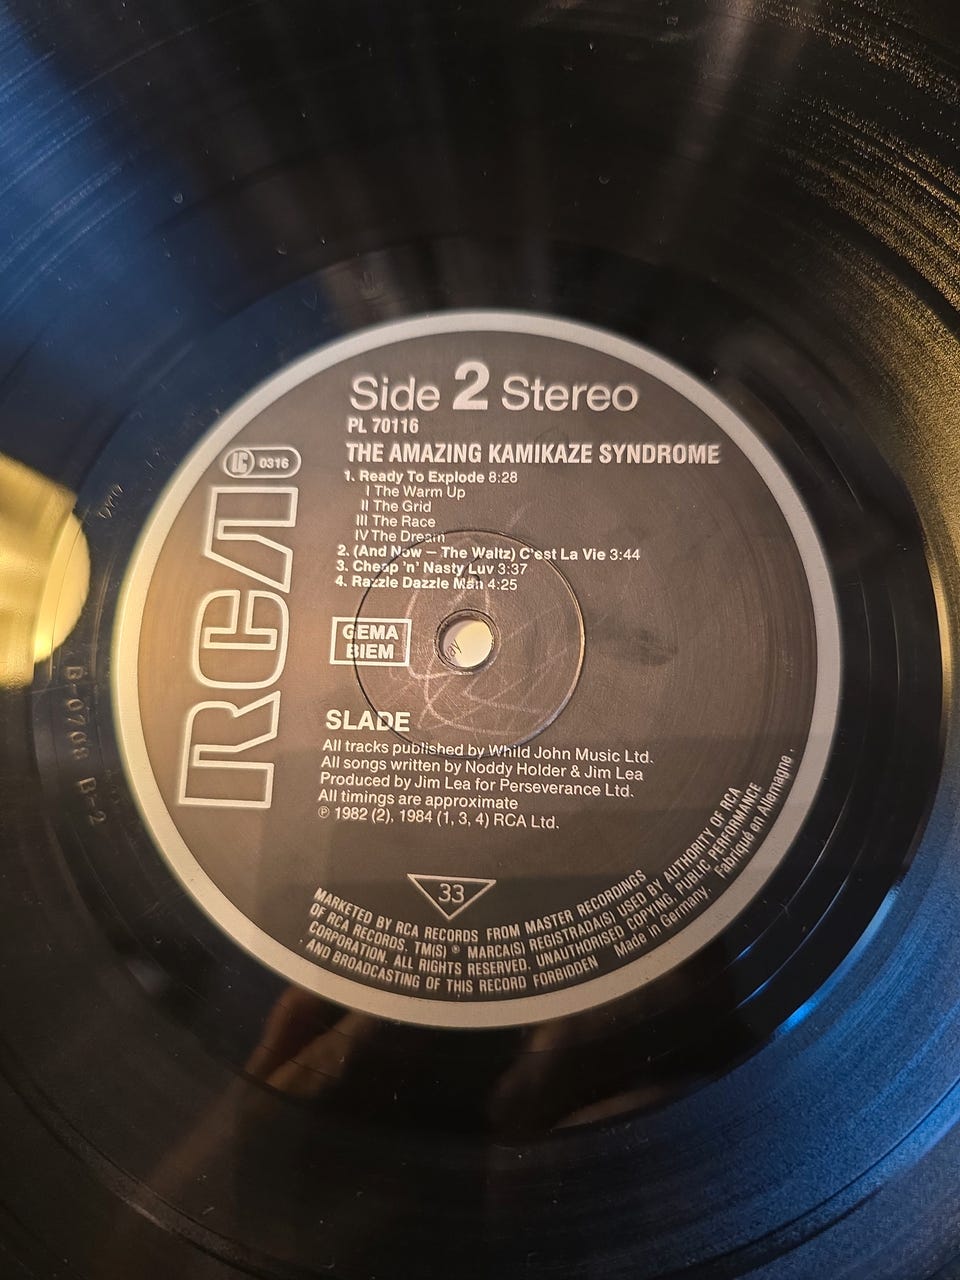 Side 2 Stereo
PL 70116
THE AMAZING KAMIKAZE SYNDROME
LC 0316
RCA
1. Ready To Explode 8:28
I The Warm Up
II The Grid
III The Race
IV The Dream
2. (And Now – The Waltz) C'est La Vie 3:44
3. Cheap 'n' Nasty Luv 3:37
4. Razzle Dazzle Man 4:25
GEMA
BIEM
SLADE
All tracks published by Whild John Music Ltd.
All songs written by Noddy Holder & Jim Lea
Produced by Jim Lea for Perseverance Ltd.
All timings are approximate
℗ 1982 (2), 1984 (1, 3, 4) RCA Ltd.
33
MARKETED BY RCA RECORDS FROM MASTER RECORDINGS
OF RCA RECORDS. TM(S) ® MARCA(S) REGISTRADA(S) USED BY AUTHORITY OF RCA
CORPORATION. ALL RIGHTS RESERVED. UNAUTHORISED COPYING, PUBLIC PERFORMANCE
AND BROADCASTING OF THIS RECORD FORBIDDEN Made in Germany. Fabriqué en Allemagne.
B-2